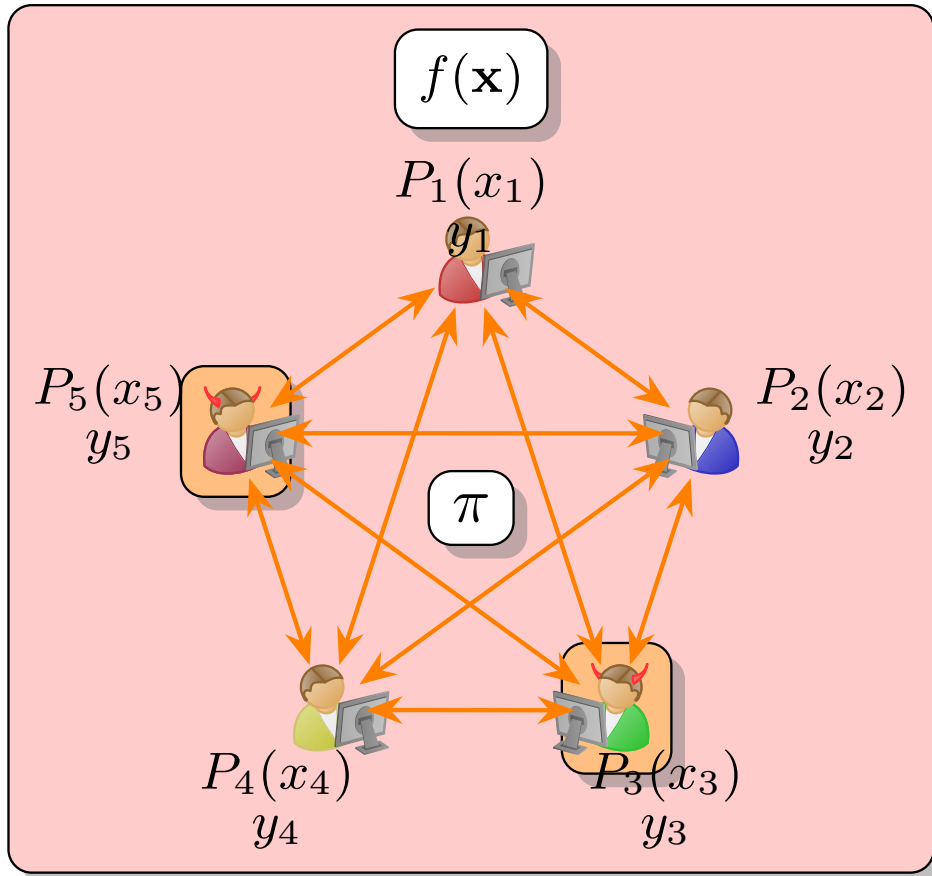 f(𝐱)
P₁(x₁)
y₁
P₅(x₅)
y₅
P₂(x₂)
y₂
π
P₄(x₄)
y₄
P₃(x₃)
y₃